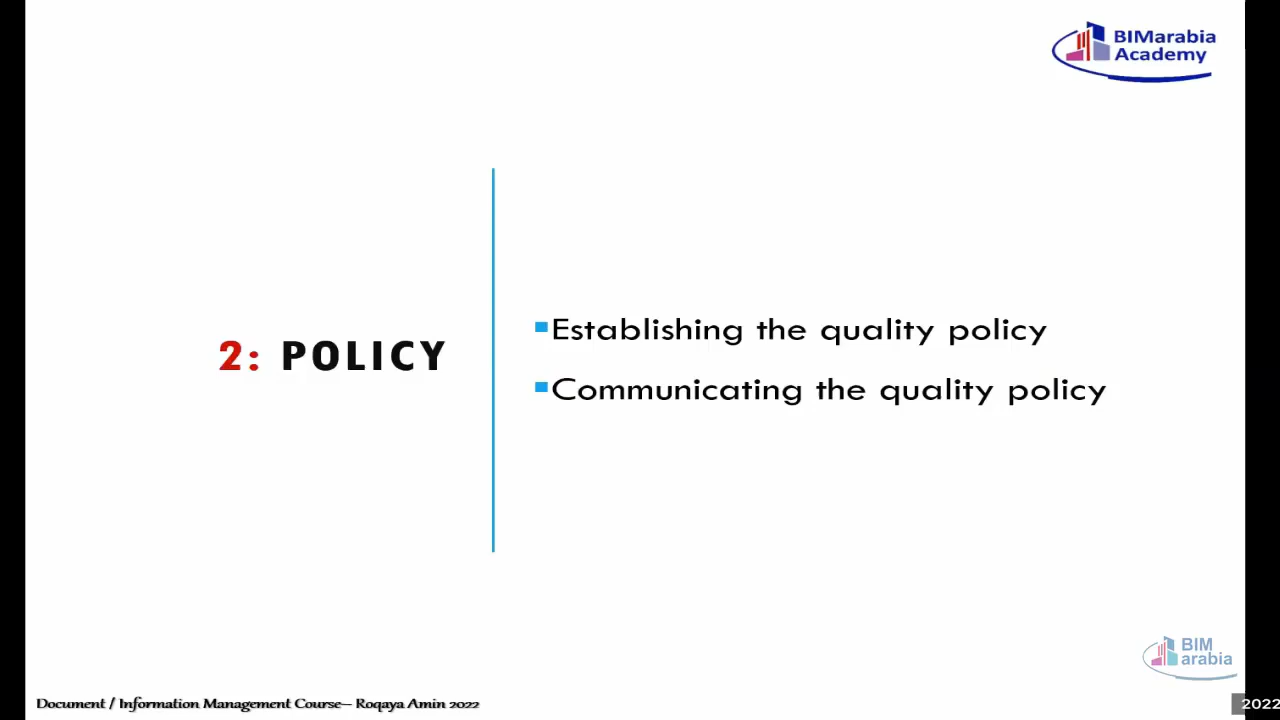 BIMarabia
Academy
2: POLICY
Establishing the quality policy
Communicating the quality policy
BIM
arabia
Document / Information Management Course– Roqaya Amin 2022
2022